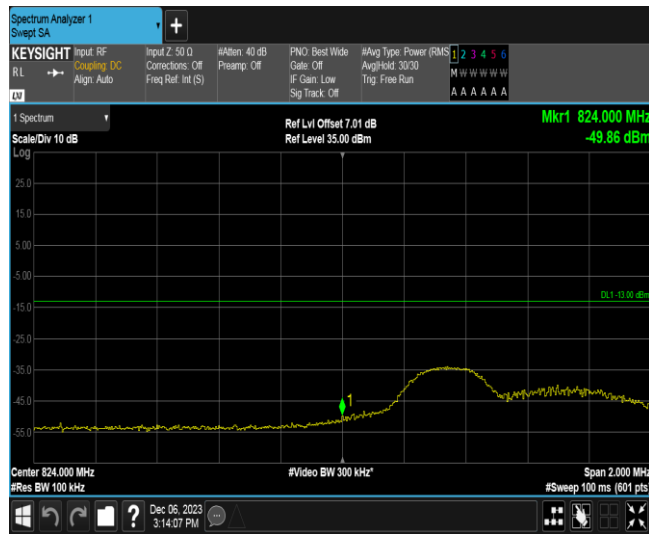 Spectrum Analyzer 1
Swept SA
+
KEYSIGHT
RL
LXI
Input: RF
Coupling: DC
Align: Auto
Input Z: 50 Ω
Corrections: Off
Freq Ref: Int (S)
#Atten: 40 dB
Preamp: Off
PNO: Best Wide
Gate: Off
IF Gain: Low
Sig Track: Off
#Avg Type: Power (RMS
Avg|Hold: 30/30
Trig: Free Run
1 2 3 4 5 6
M W W W W W
A A A A A A
1 Spectrum
Scale/Div 10 dB
Log
Ref Lvl Offset 7.01 dB
Ref Level 35.00 dBm
Mkr1 824.000 MHz
-49.86 dBm
25.0
15.0
5.00
-5.00
-15.0
-25.0
-35.0
-45.0
-55.0
DL1 -13.00 dBm
1
Center 824.000 MHz
#Res BW 100 kHz
#Video BW 300 kHz*
Span 2.000 MHz
#Sweep 100 ms (601 pts
?
Dec 06, 2023
3:14:07 PM